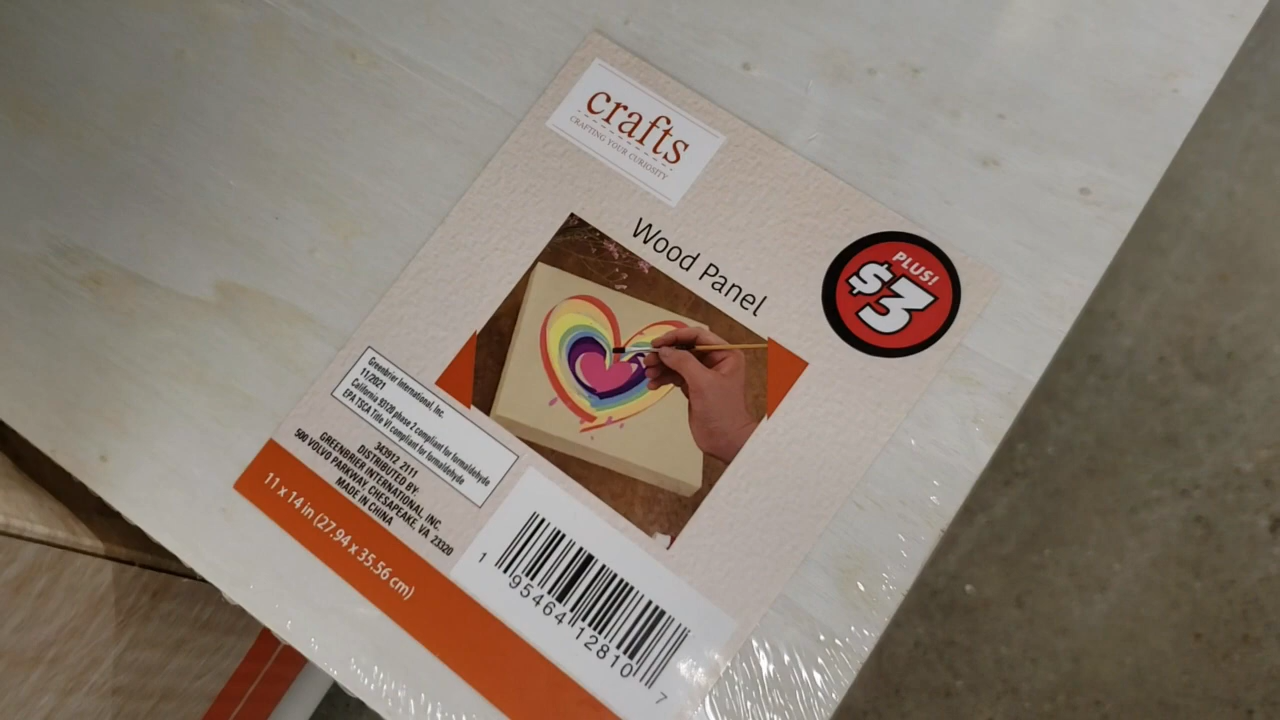 crafts
CRAFTING YOUR CURIOSITY
Wood Panel
PLUS!
$3
Greenbrier International, Inc.
11/2021
California 93120 phase 2 compliant for formaldehyde
EPA TSCA Title VI compliant for formaldehyde
343912 2111
DISTRIBUTED BY:
GREENBRIER INTERNATIONAL, INC.
500 VOLVO PARKWAY, CHESAPEAKE, VA 23320
MADE IN CHINA
11 x 14 in (27.94 x 35.56 cm)
1 95464 12810 7